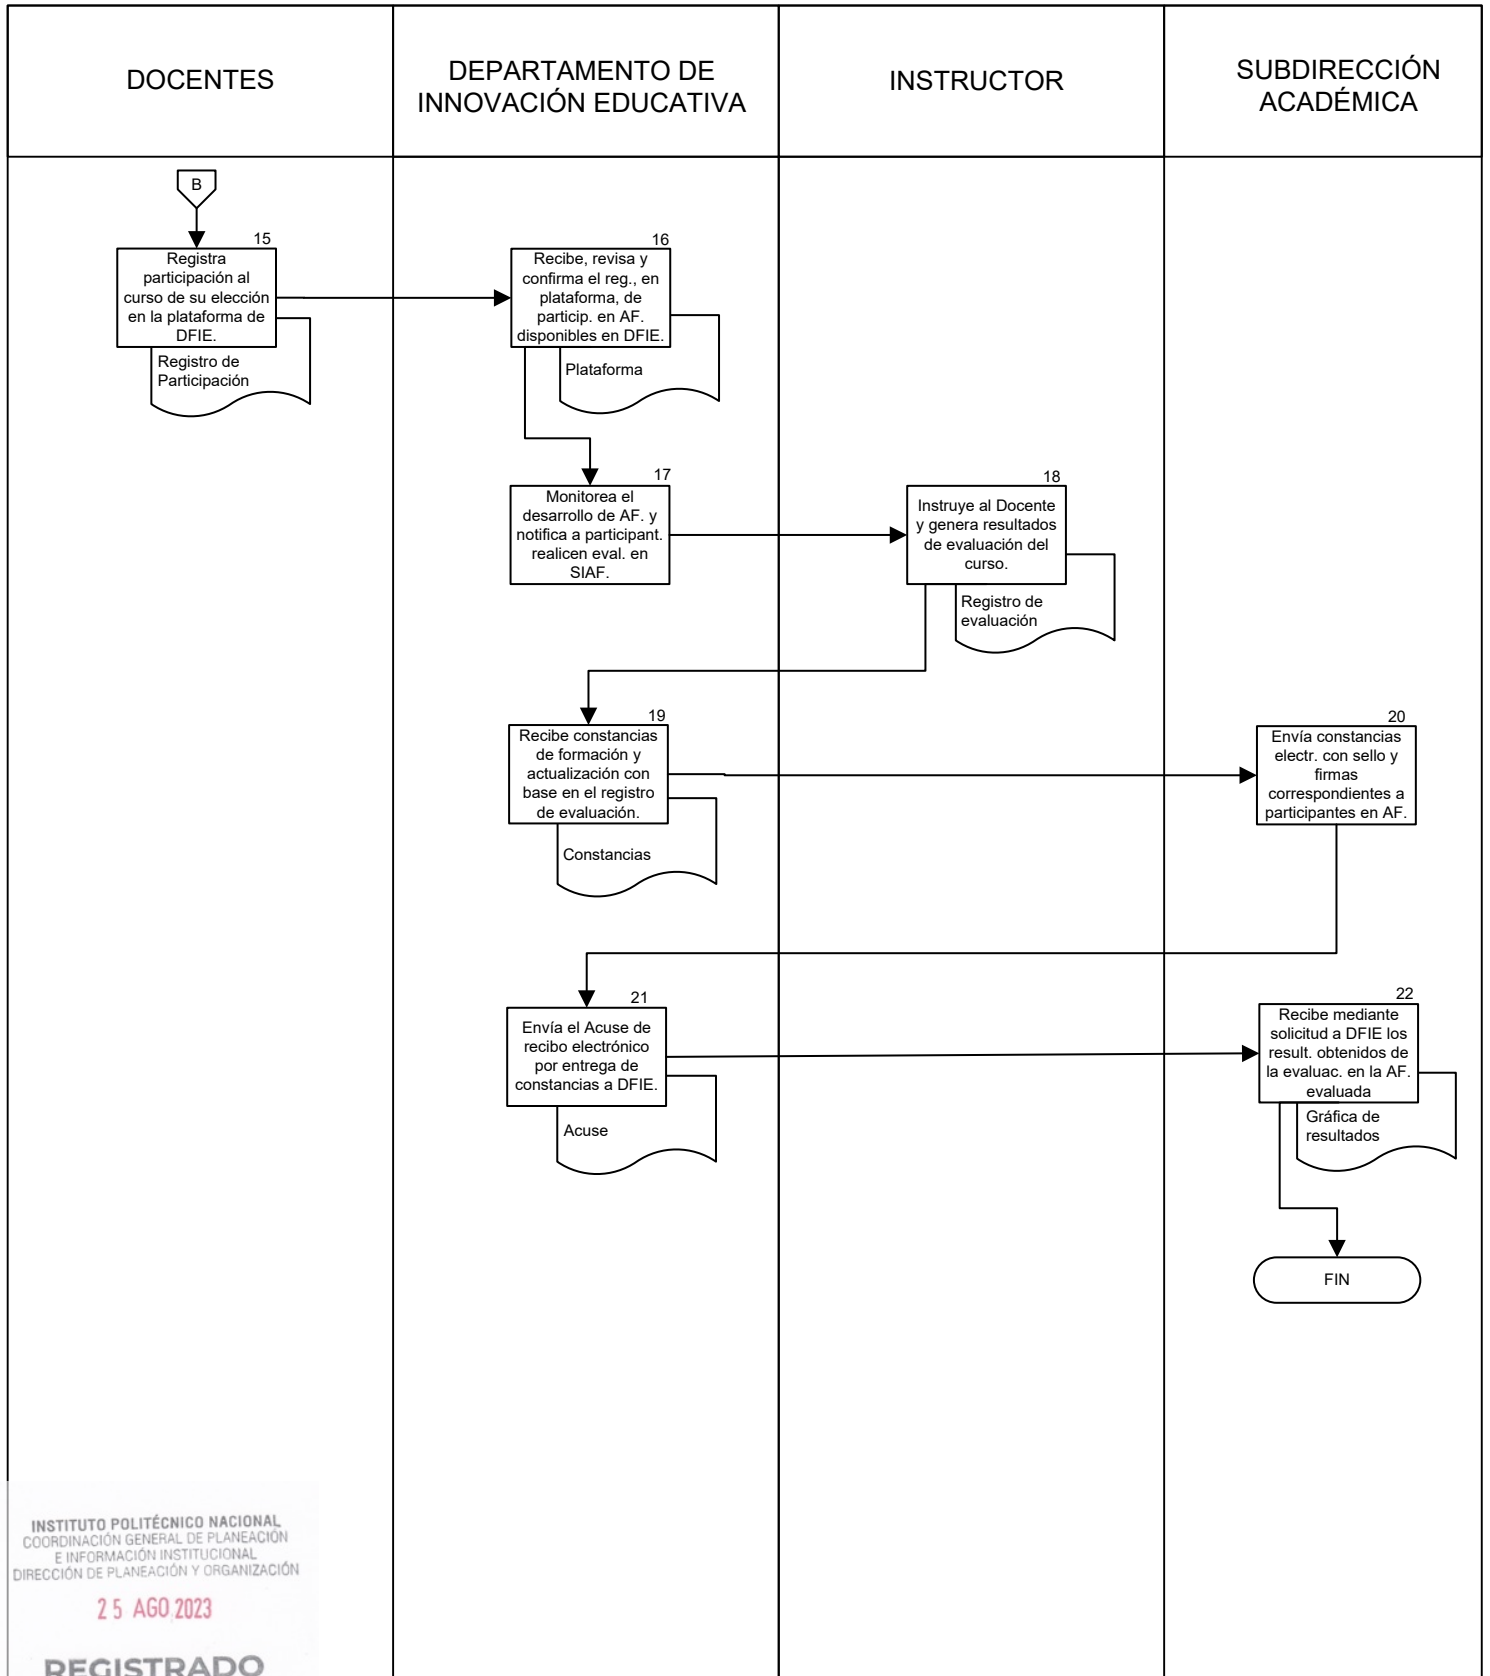 DOCENTES
DEPARTAMENTO DE
INNOVACIÓN EDUCATIVA
INSTRUCTOR
SUBDIRECCIÓN
ACADÉMICA
B
15
Registra
participación al
curso de su elección
en la plataforma de
DFIE.
Registro de
Participación
16
Recibe, revisa y
confirma el reg., en
plataforma, de
particip. en AF.
disponibles en DFIE.
Plataforma
17
Monitorea el
desarrollo de AF. y
notifica a participant.
realicen eval. en
SIAF.
18
Instruye al Docente
y genera resultados
de evaluación del
curso.
Registro de
evaluación
19
Recibe constancias
de formación y
actualización con
base en el registro
de evaluación.
Constancias
20
Envía constancias
electr. con sello y
firmas
correspondientes a
participantes en AF.
21
Envía el Acuse de
recibo electrónico
por entrega de
constancias a DFIE.
Acuse
22
Recibe mediante
solicitud a DFIE los
result. obtenidos de
la evaluac. en la AF.
evaluada
Gráfica de
resultados
FIN
INSTITUTO POLITÉCNICO NACIONAL
COORDINACIÓN GENERAL DE PLANEACIÓN
E INFORMACIÓN INSTITUCIONAL
DIRECCIÓN DE PLANEACIÓN Y ORGANIZACIÓN
25 AGO 2023
REGISTRADO